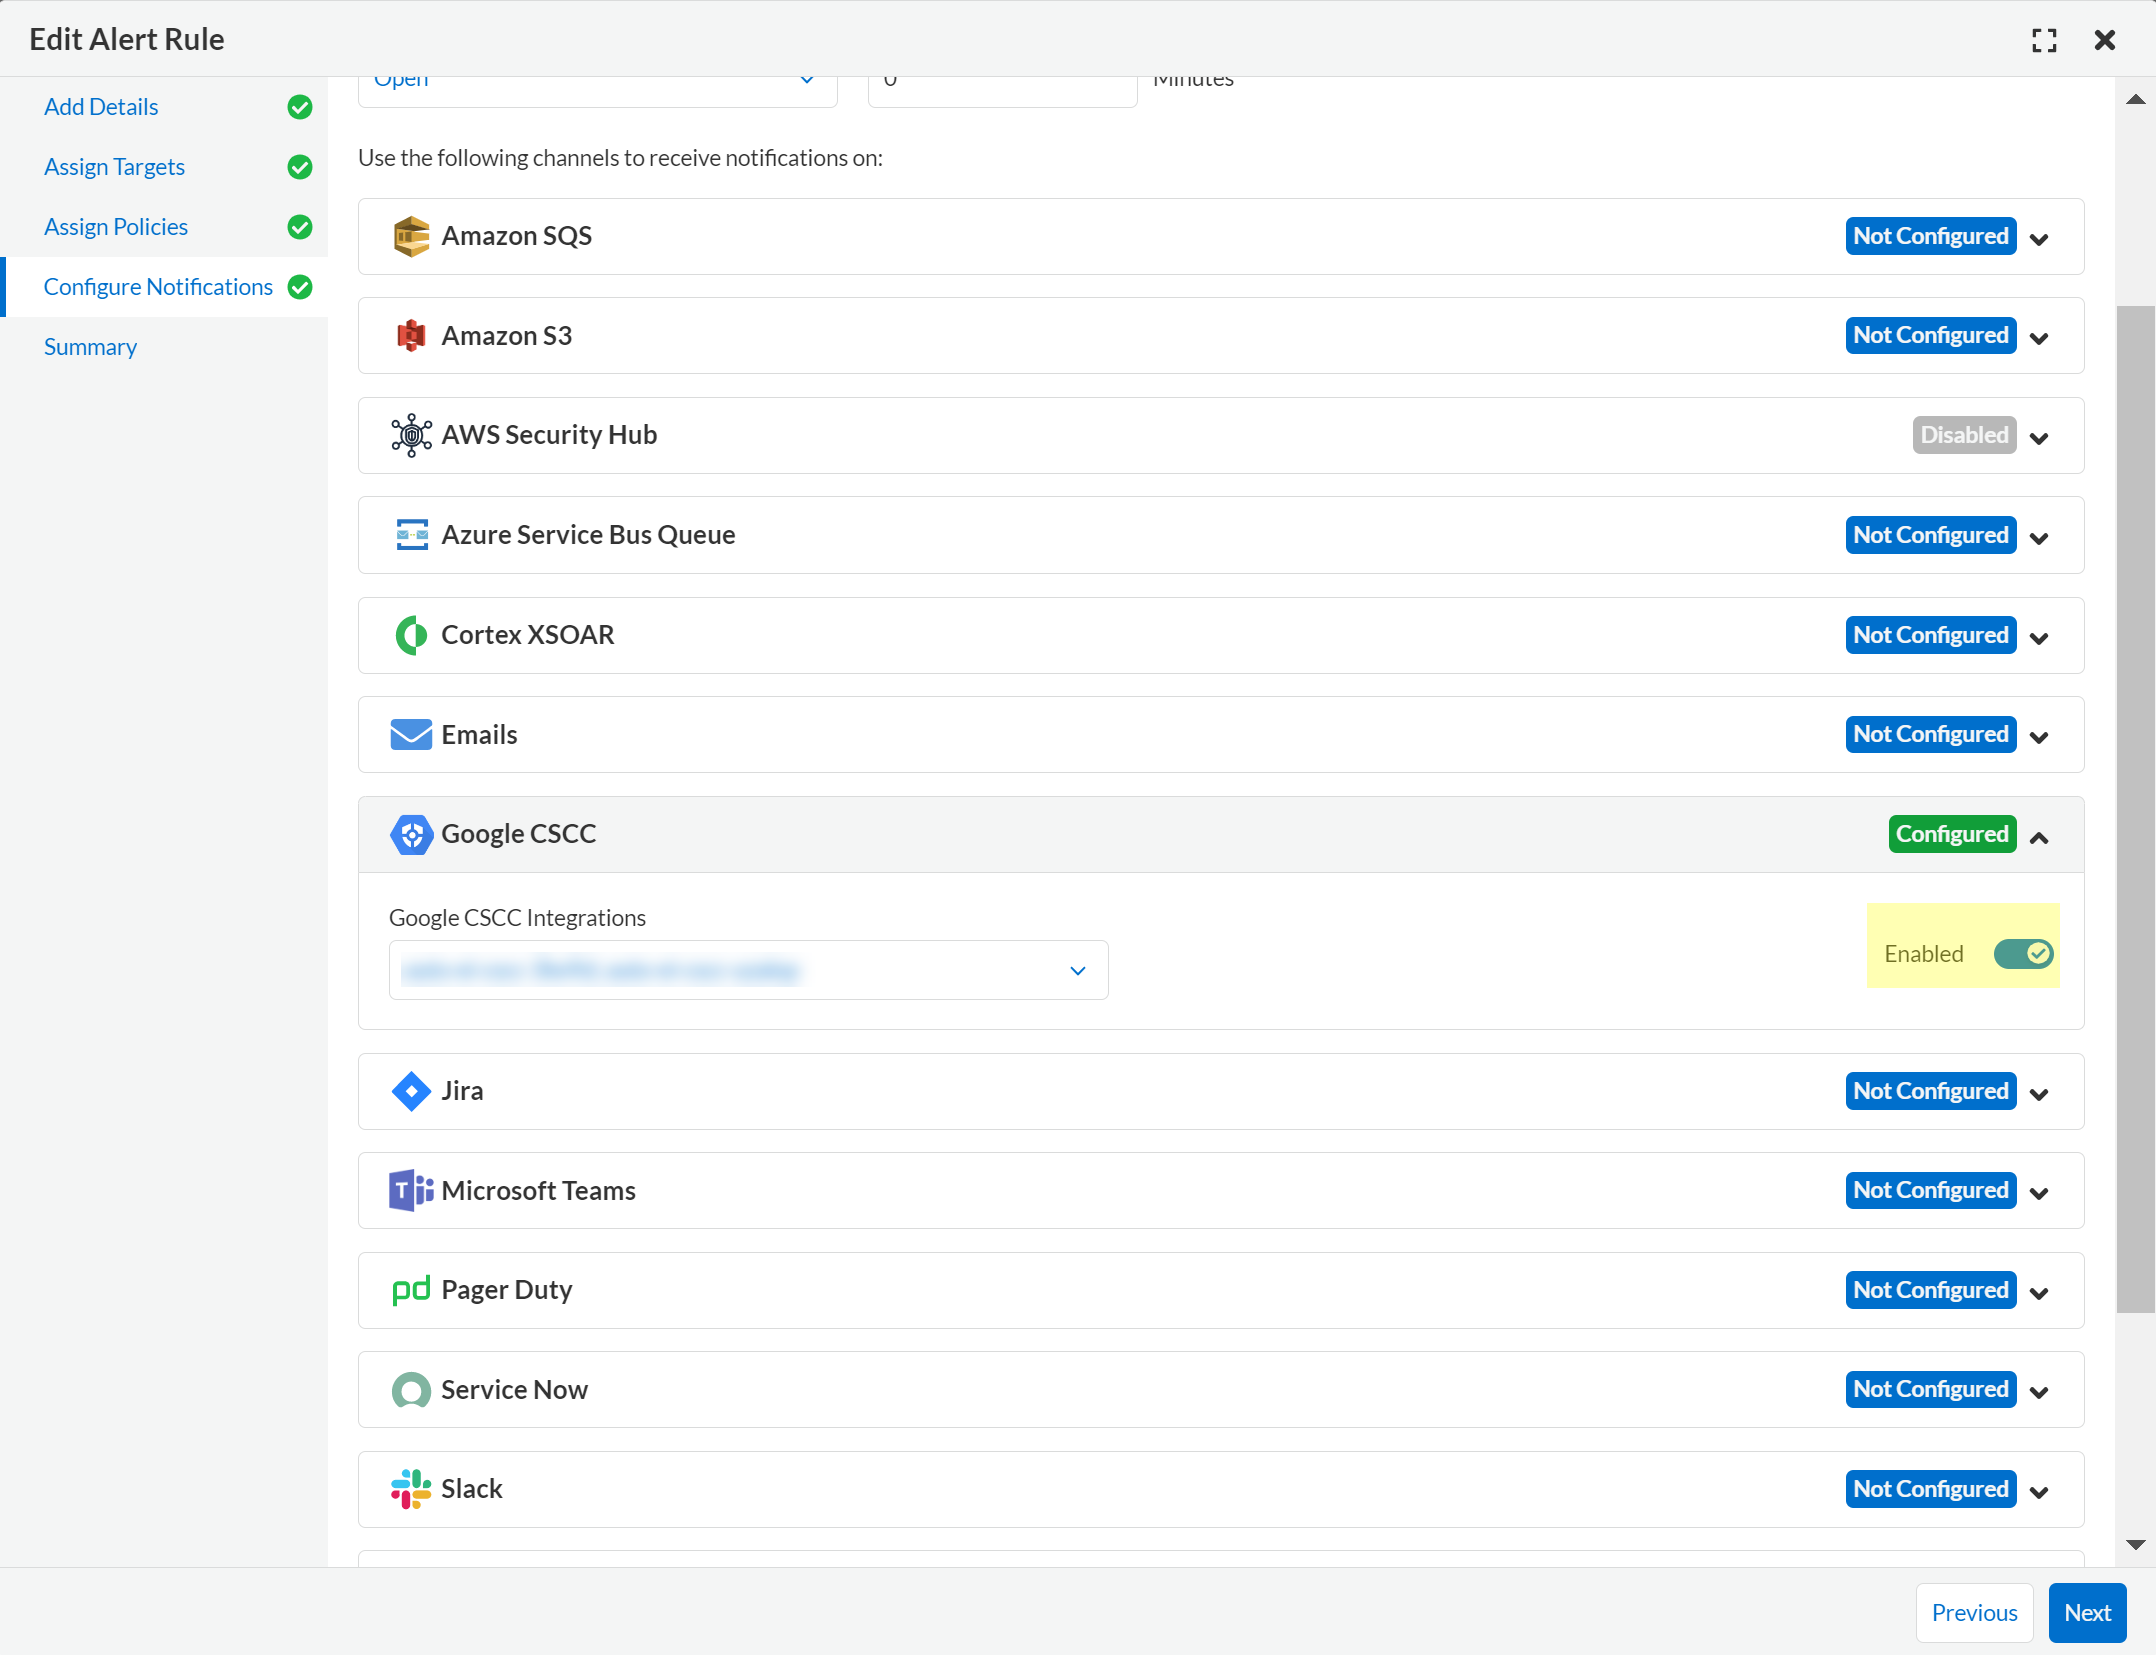 Edit Alert Rule
Add Details
Assign Targets
Assign Policies
Configure Notifications
Summary
Open
0
Minutes
Use the following channels to receive notifications on:
Amazon SQS
Not Configured
Amazon S3
Not Configured
AWS Security Hub
Disabled
Azure Service Bus Queue
Not Configured
Cortex XSOAR
Not Configured
Emails
Not Configured
Google CSCC
Configured
Google CSCC Integrations
Enabled
Jira
Not Configured
Microsoft Teams
Not Configured
Pager Duty
Not Configured
Service Now
Not Configured
Slack
Not Configured
Previous
Next